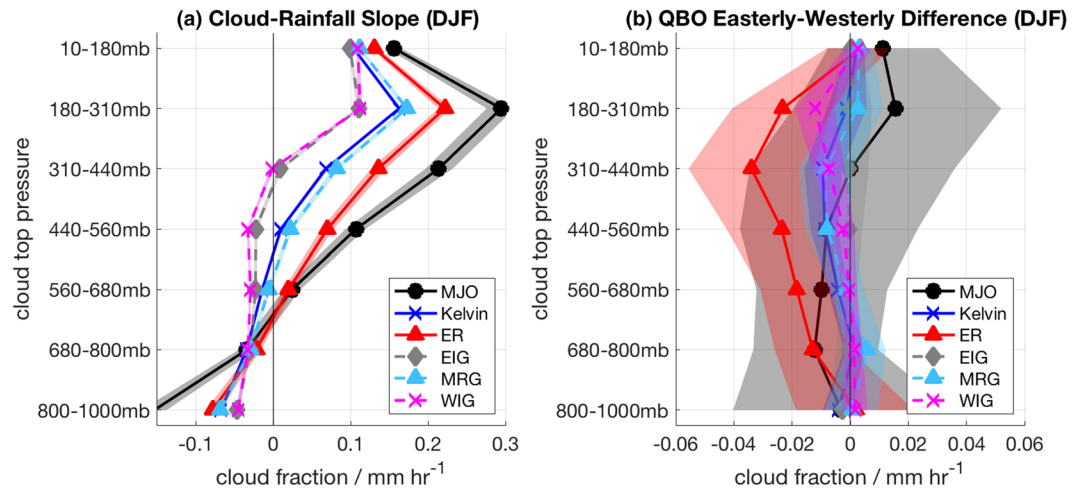 (a) Cloud-Rainfall Slope (DJF)
cloud top pressure
10-180mb
180-310mb
310-440mb
440-560mb
560-680mb
680-800mb
800-1000mb
MJO
Kelvin
ER
EIG
MRG
WIG
-0.1 0 0.1 0.2 0.3
cloud fraction / mm hr-1
(b) QBO Easterly-Westerly Difference (DJF)
cloud top pressure
10-180mb
180-310mb
310-440mb
440-560mb
560-680mb
680-800mb
800-1000mb
MJO
Kelvin
ER
EIG
MRG
WIG
-0.06 -0.04 -0.02 0 0.02 0.04 0.06
cloud fraction / mm hr-1